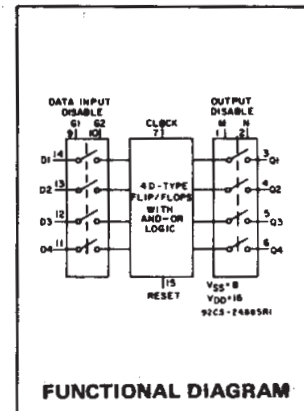 DATA INPUT
DISABLE
G1 G2
9 10
CLOCK
7
OUTPUT
DISABLE
M N
1 2
D1 14
D2 13
D3 12
D4 11
4 D-TYPE
FLIP/FLOPS
WITH
AND-OR
LOGIC
3 Q1
4 Q2
5 Q3
6 Q4
15
RESET
VSS=8
VDD=16
92CS-24885R1
FUNCTIONAL DIAGRAM